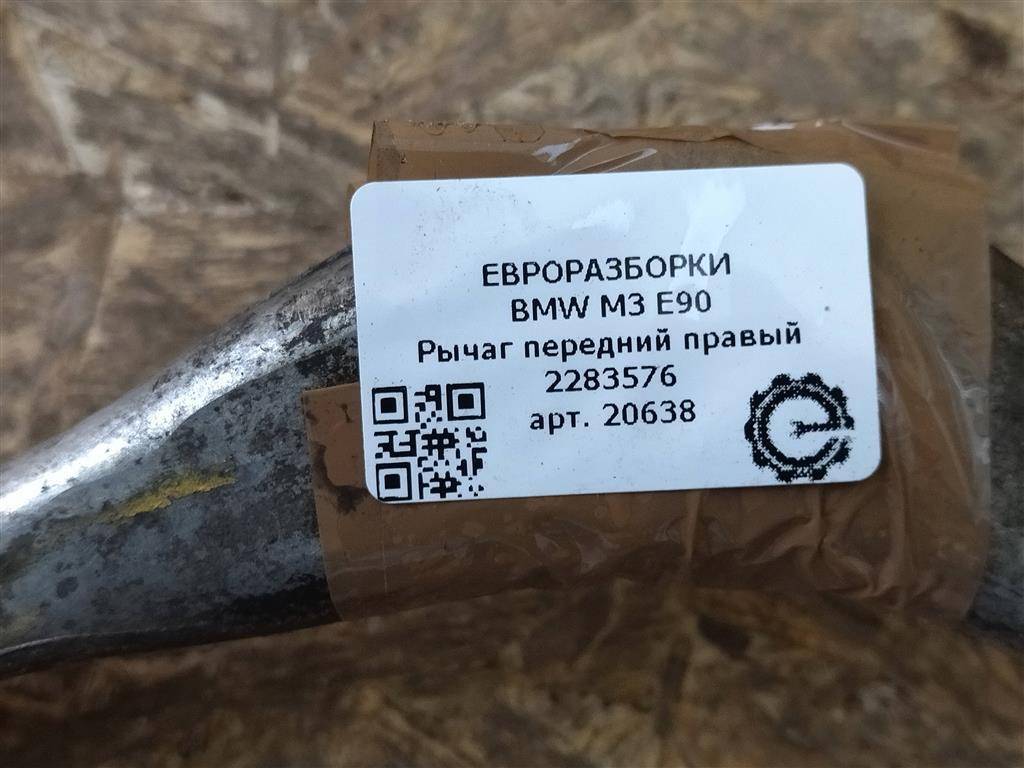 ЕВРОРАЗБОРКИ
BMW M3 E90
Рычаг передний правый
2283576
арт. 20638